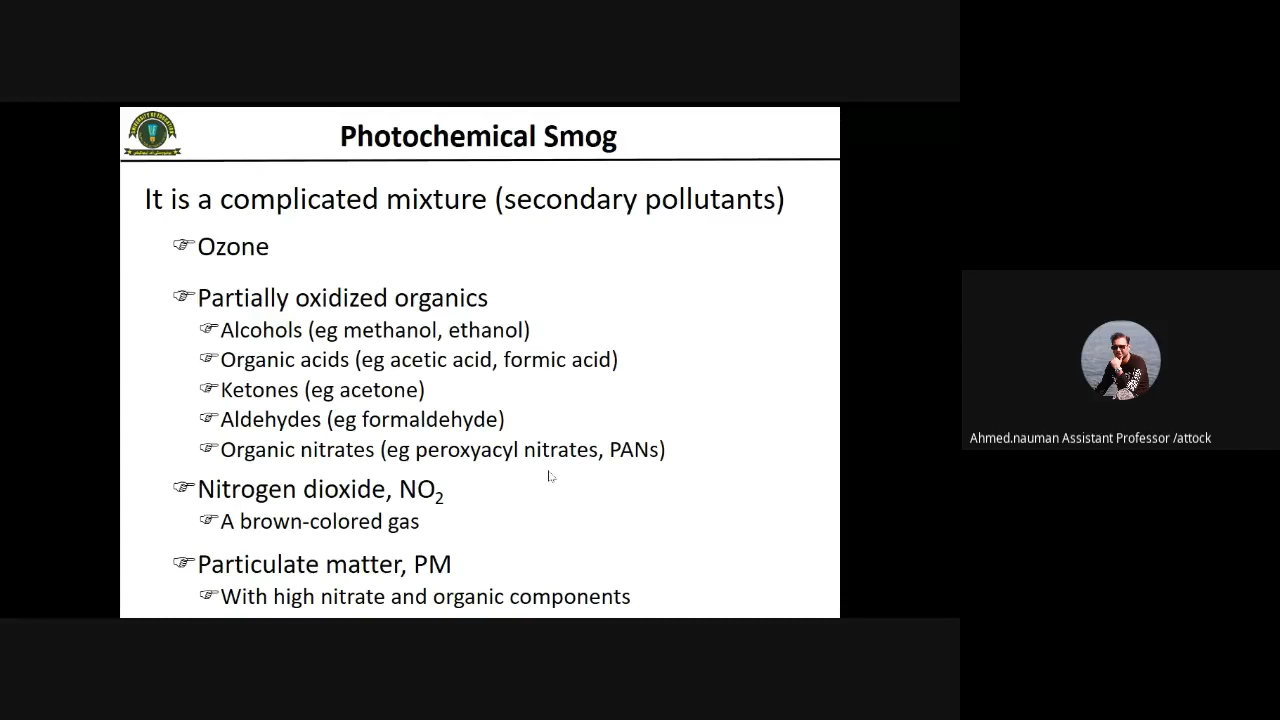 Photochemical Smog
It is a complicated mixture (secondary pollutants)
Ozone
Partially oxidized organics
Alcohols (eg methanol, ethanol)
Organic acids (eg acetic acid, formic acid)
Ketones (eg acetone)
Aldehydes (eg formaldehyde)
Organic nitrates (eg peroxyacyl nitrates, PANs)
Nitrogen dioxide, NO₂
A brown-colored gas
Particulate matter, PM
With high nitrate and organic components
Ahmed.nauman Assistant Professor /attock